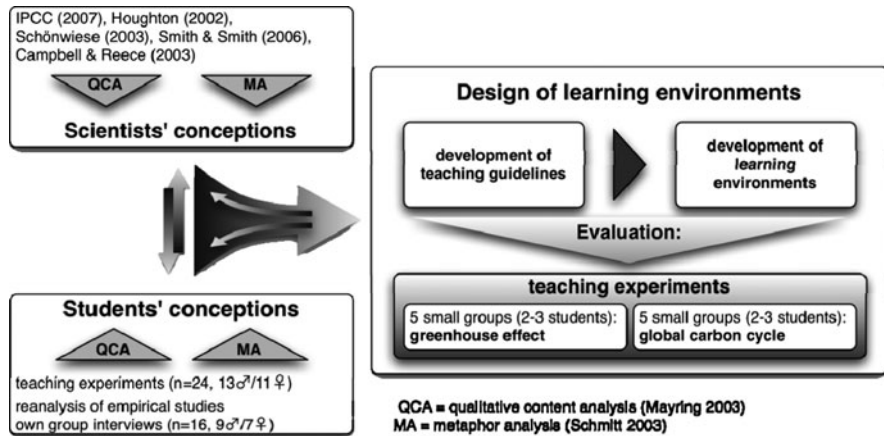 IPCC (2007), Houghton (2002),
Schönwiese (2003), Smith & Smith (2006),
Campbell & Reece (2003)
QCA
MA
Scientists' conceptions
Students' conceptions
QCA
MA
teaching experiments (n=24, 13♂/11♀)
reanalysis of empirical studies
own group interviews (n=16, 9♂/7♀)
Design of learning environments
development of
teaching guidelines
development of
learning
environments
Evaluation:
teaching experiments
5 small groups (2-3 students):
greenhouse effect
5 small groups (2-3 students):
global carbon cycle
QCA = qualitative content analysis (Mayring 2003)
MA = metaphor analysis (Schmitt 2003)